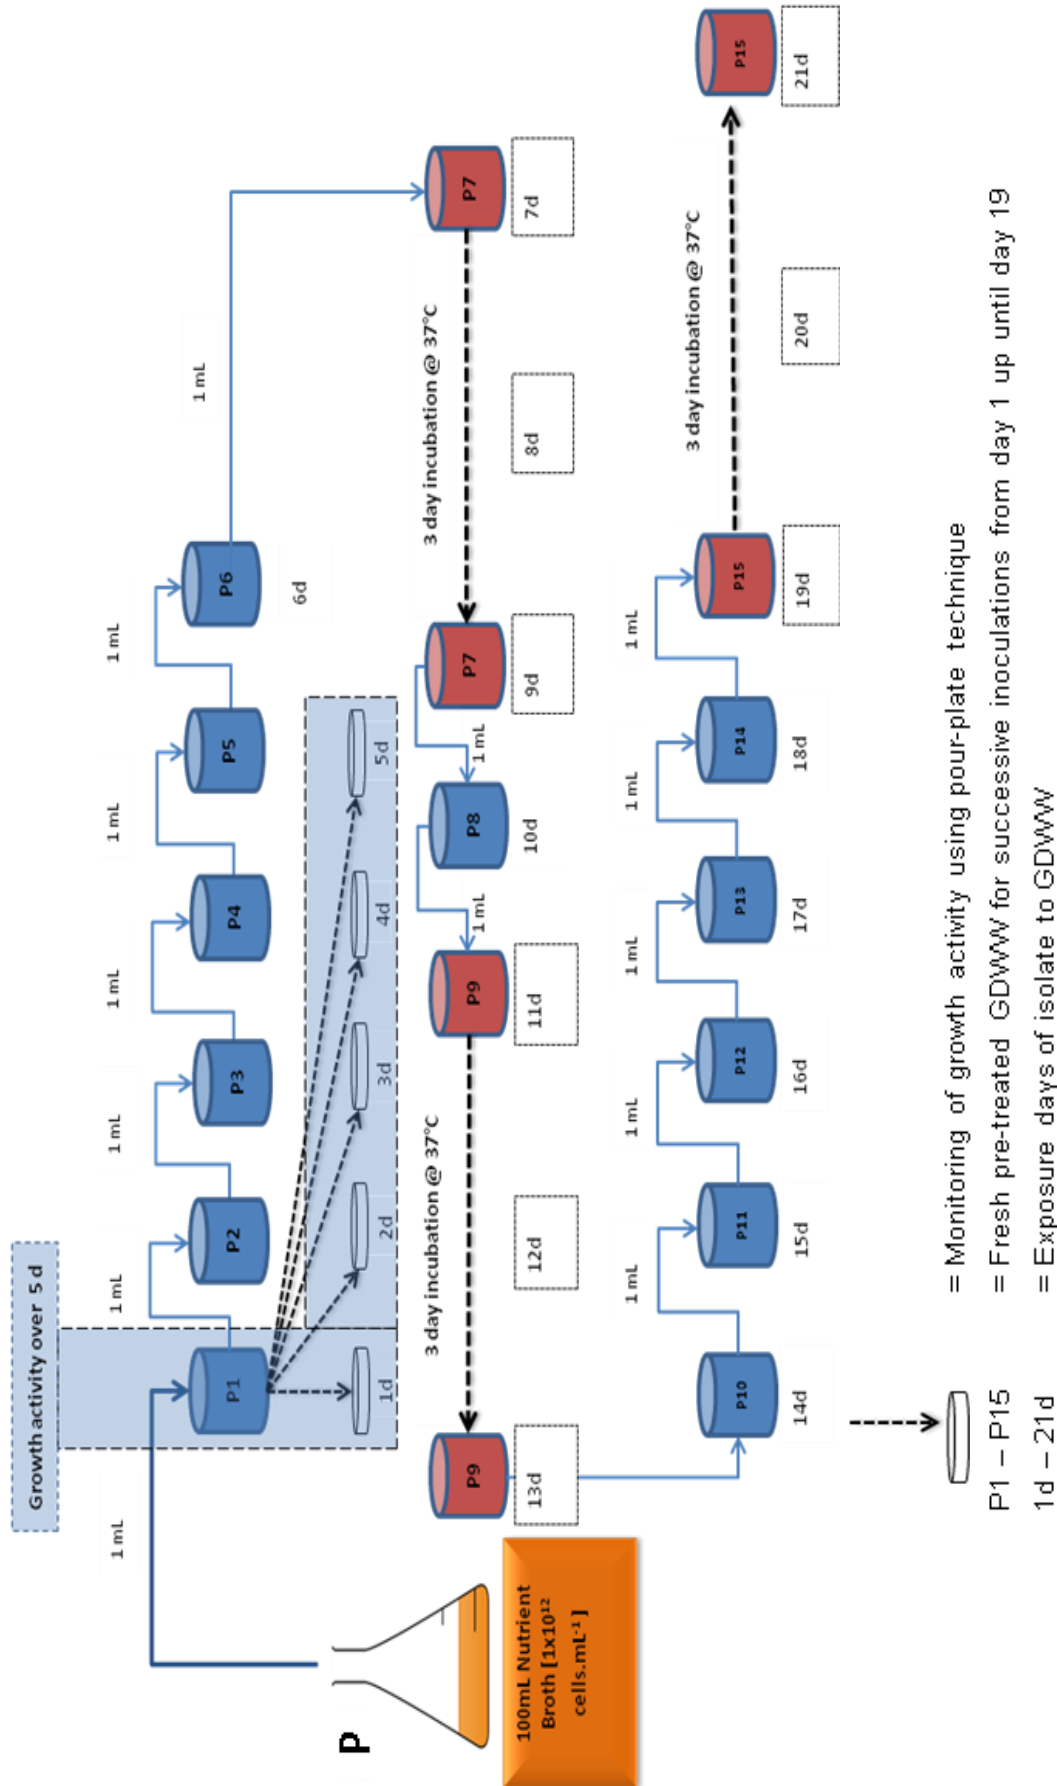 Growth activity over 5 d
1 mL
1 mL
1 mL
1 mL
1 mL
1 mL
1 mL
P1
P2
P3
P4
P5
P6
6d
1d
2d
3d
4d
5d
P
100mL Nutrient
Broth [1x10¹²
cells.mL⁻¹]
P9
3 day incubation @ 37°C
P9
1 mL
P8
1 mL
P7
3 day incubation @ 37°C
P7
13d
12d
11d
10d
9d
8d
7d
1 mL
1 mL
1 mL
1 mL
1 mL
3 day incubation @ 37°C
P10
P11
P12
P13
P14
P15
P15
14d
15d
16d
17d
18d
19d
20d
21d
= Monitoring of growth activity using pour-plate technique
P1 – P15 = Fresh pre-treated GDWW for successive inoculations from day 1 up until day 19
1d – 21d = Exposure days of isolate to GDWW